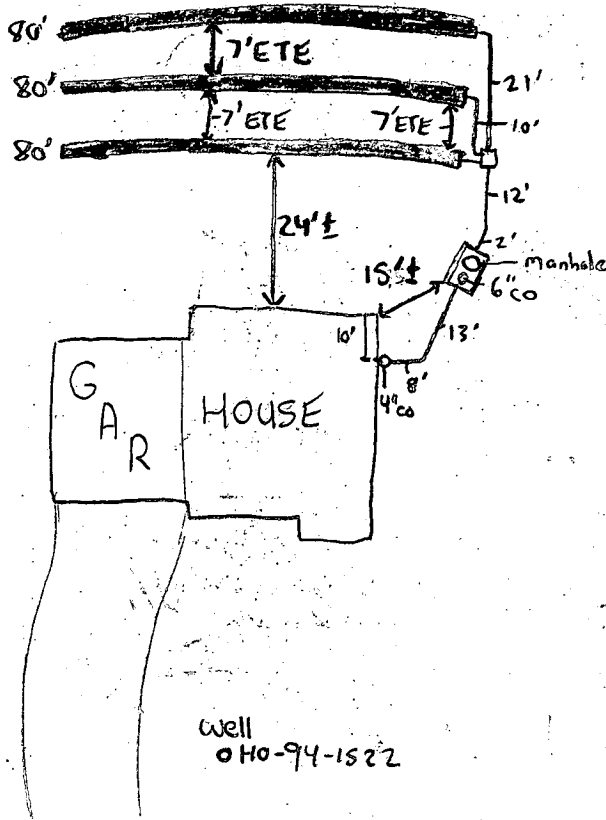 80'
7'ETE
80'
21'
7'ETE
7'ETE
10'
80'
12'
24'±
2'
manhole
15'±
6"co
10'
13'
8'
4"co
G
A
R
HOUSE
well
OHO-94-1522